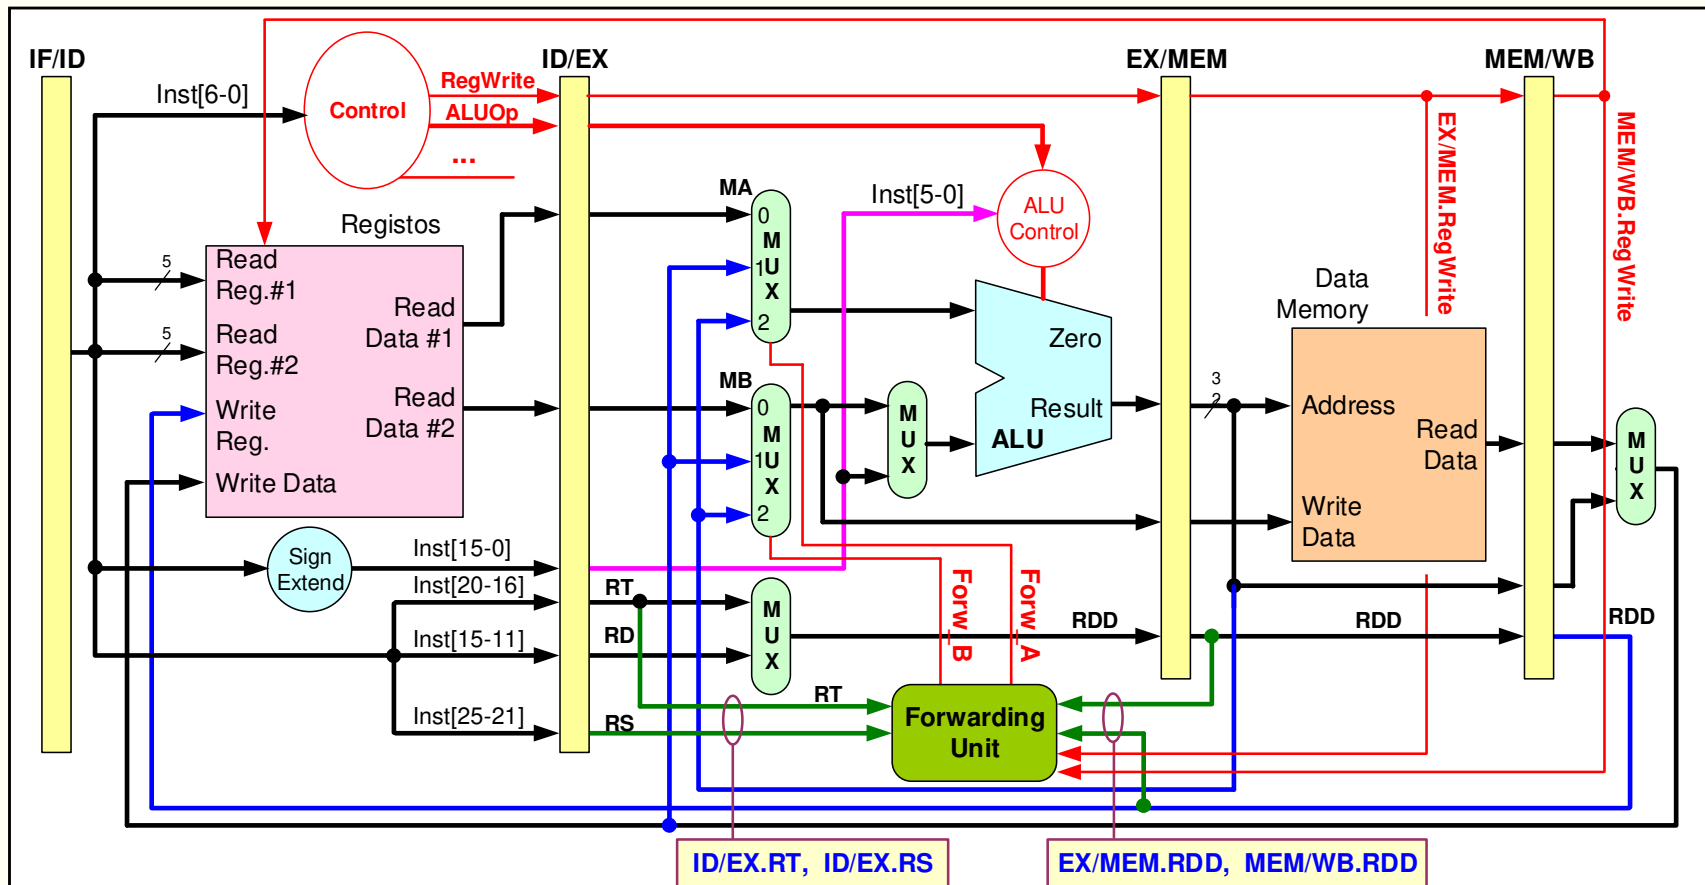 IF/ID
ID/EX
EX/MEM
MEM/WB
Inst[6-0]
Control
RegWrite
ALUOp
...
EX/MEM.RegWrite
MEM/WB.RegWrite
Registos
Read
Reg.#1
Read
Reg.#2
Write
Reg.
Write Data
Read
Data #1
Read
Data #2
5
5
MA
0
M
1U
X
2
MB
0
M
1U
X
2
Inst[5-0]
ALU
Control
M
U
X
Zero
Result
ALU
3
2
Data
Memory
Address
Read
Data
Write
Data
M
U
X
Sign
Extend
Inst[15-0]
Inst[20-16]
Inst[15-11]
Inst[25-21]
RT
RD
RS
M
U
X
RT
Forw_B
Forw_A
RDD
RDD
RDD
Forwarding
Unit
ID/EX.RT, ID/EX.RS
EX/MEM.RDD, MEM/WB.RDD